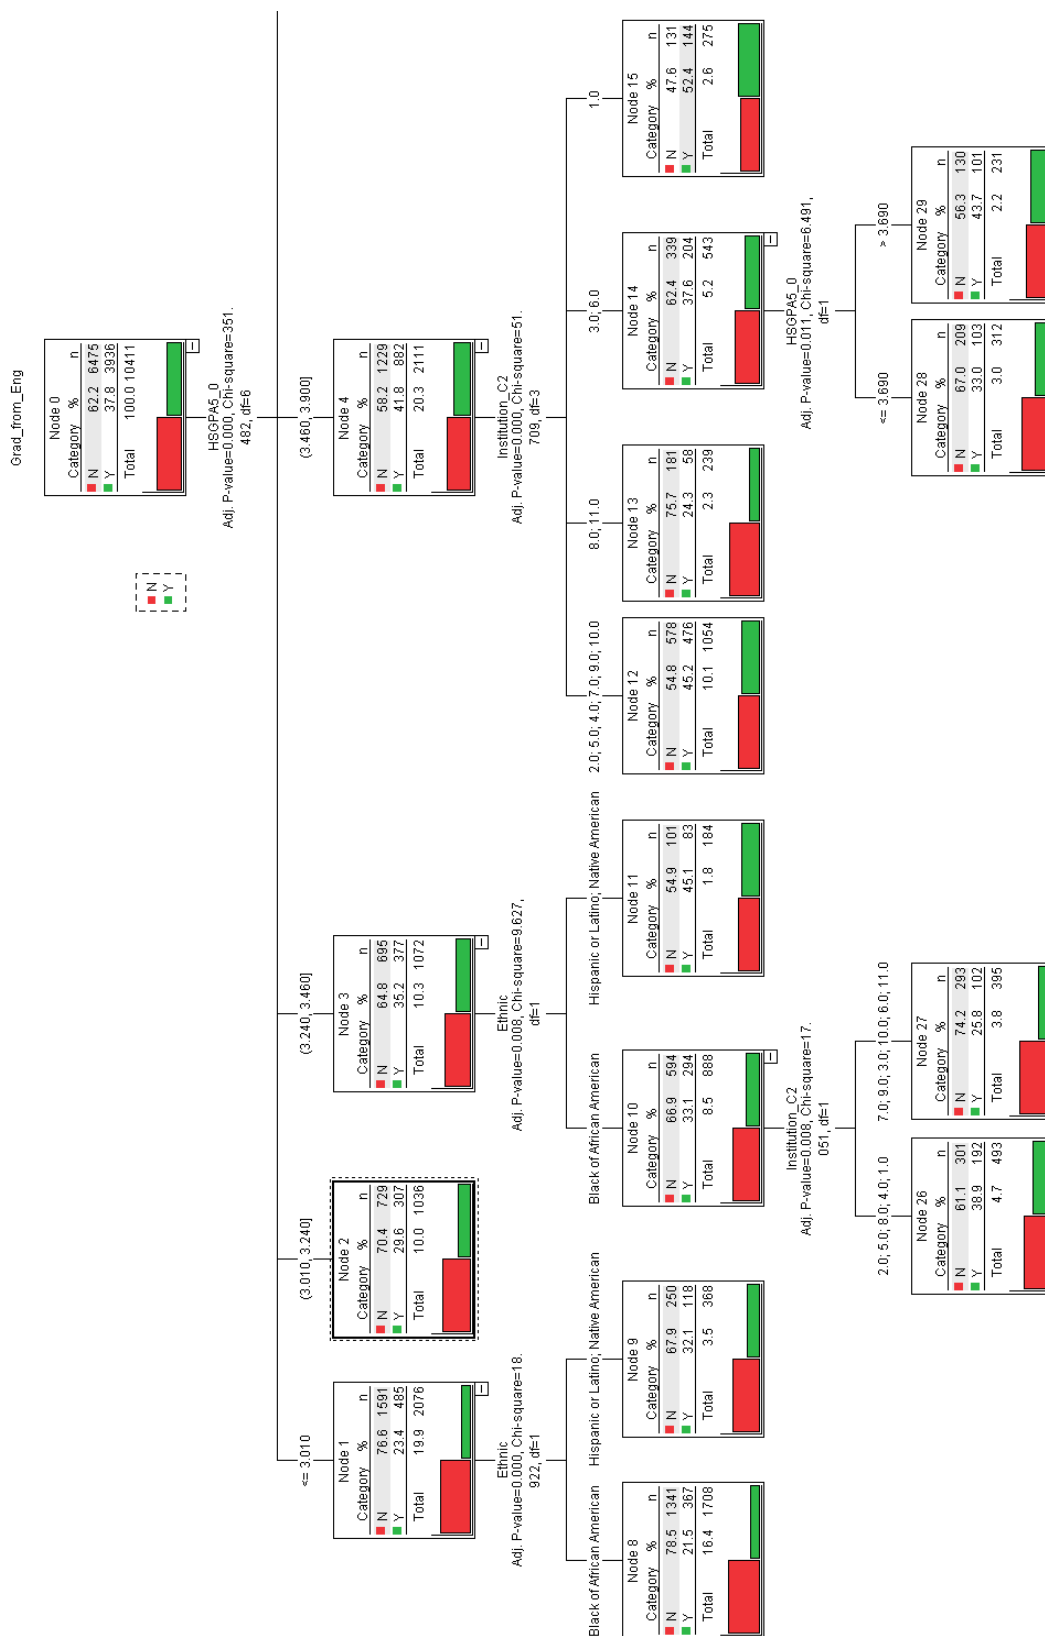 Grad_from_Eng
Node 0
Category % n
N 62.2 6475
Y 37.8 3936
Total 100.0 10411
N
Y
HSGPA5_0
Adj. P-value=0.000, Chi-square=351.
482, df=6
<= 3.010
(3.010, 3.240]
(3.240, 3.460]
(3.460, 3.900]
Node 1
Category % n
N 76.6 1591
Y 23.4 485
Total 19.9 2076
Node 2
Category % n
N 70.4 729
Y 29.6 307
Total 10.0 1036
Node 3
Category % n
N 64.8 695
Y 35.2 377
Total 10.3 1072
Node 4
Category % n
N 58.2 1229
Y 41.8 882
Total 20.3 2111
Ethnic
Adj. P-value=0.000, Chi-square=18.
922, df=1
Ethnic
Adj. P-value=0.008, Chi-square=9.627,
df=1
Institution_C2
Adj. P-value=0.000, Chi-square=51.
709, df=3
Black of African American
Hispanic or Latino; Native American
Black of African American
Hispanic or Latino; Native American
2.0; 5.0; 4.0; 7.0; 9.0; 10.0
8.0; 11.0
3.0; 6.0
1.0
Node 8
Category % n
N 78.5 1341
Y 21.5 367
Total 16.4 1708
Node 9
Category % n
N 67.9 250
Y 32.1 118
Total 3.5 368
Node 10
Category % n
N 66.9 594
Y 33.1 294
Total 8.5 888
Node 11
Category % n
N 54.9 101
Y 45.1 83
Total 1.8 184
Node 12
Category % n
N 54.8 578
Y 45.2 476
Total 10.1 1054
Node 13
Category % n
N 75.7 181
Y 24.3 58
Total 2.3 239
Node 14
Category % n
N 62.4 339
Y 37.6 204
Total 5.2 543
Node 15
Category % n
N 47.6 131
Y 52.4 144
Total 2.6 275
Institution_C2
Adj. P-value=0.008, Chi-square=17.
051, df=1
HSGPA5_0
Adj. P-value=0.011, Chi-square=6.491,
df=1
2.0; 5.0; 8.0; 4.0; 1.0
7.0; 9.0; 3.0; 10.0; 6.0; 11.0
<= 3.690
> 3.690
Node 26
Category % n
N 61.1 301
Y 38.9 192
Total 4.7 493
Node 27
Category % n
N 74.2 293
Y 25.8 102
Total 3.8 395
Node 28
Category % n
N 67.0 209
Y 33.0 103
Total 3.0 312
Node 29
Category % n
N 56.3 130
Y 43.7 101
Total 2.2 231